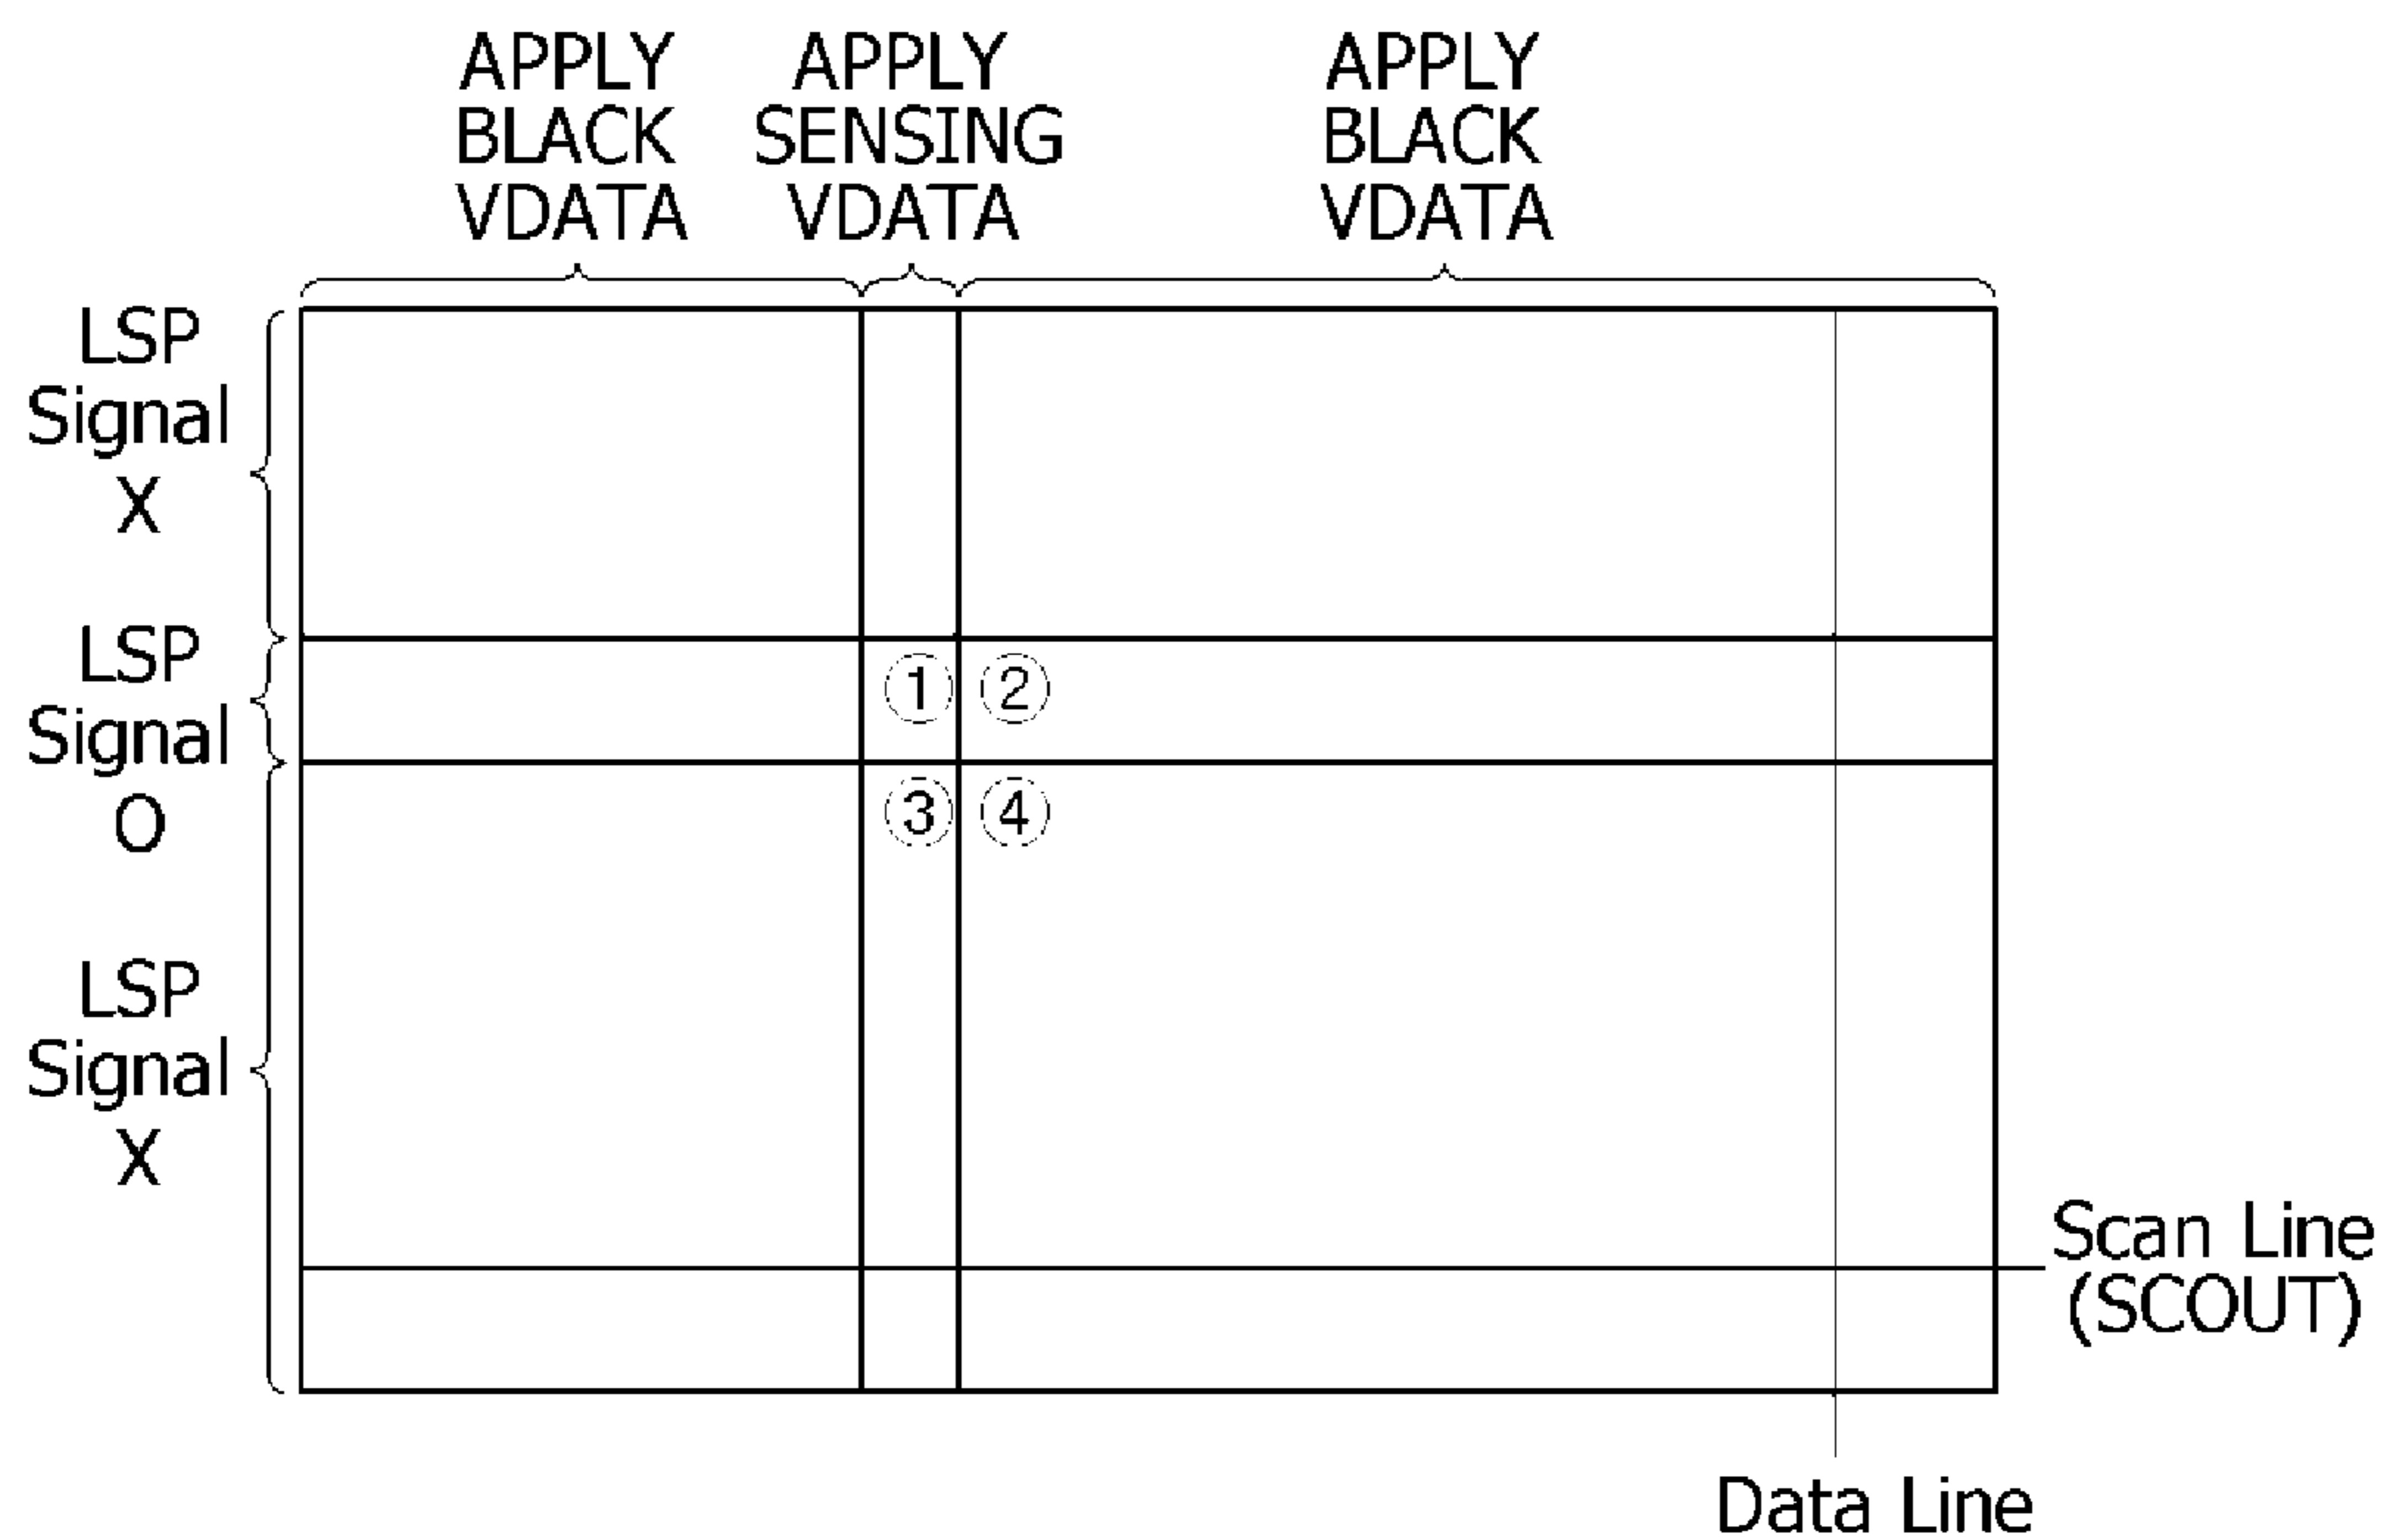 APPLY
BLACK
VDATA
APPLY
SENSING
VDATA
APPLY
BLACK
VDATA
LSP
Signal
X
LSP
Signal
O
① ②
③ ④
LSP
Signal
X
Scan Line
(SCOUT)
Data Line